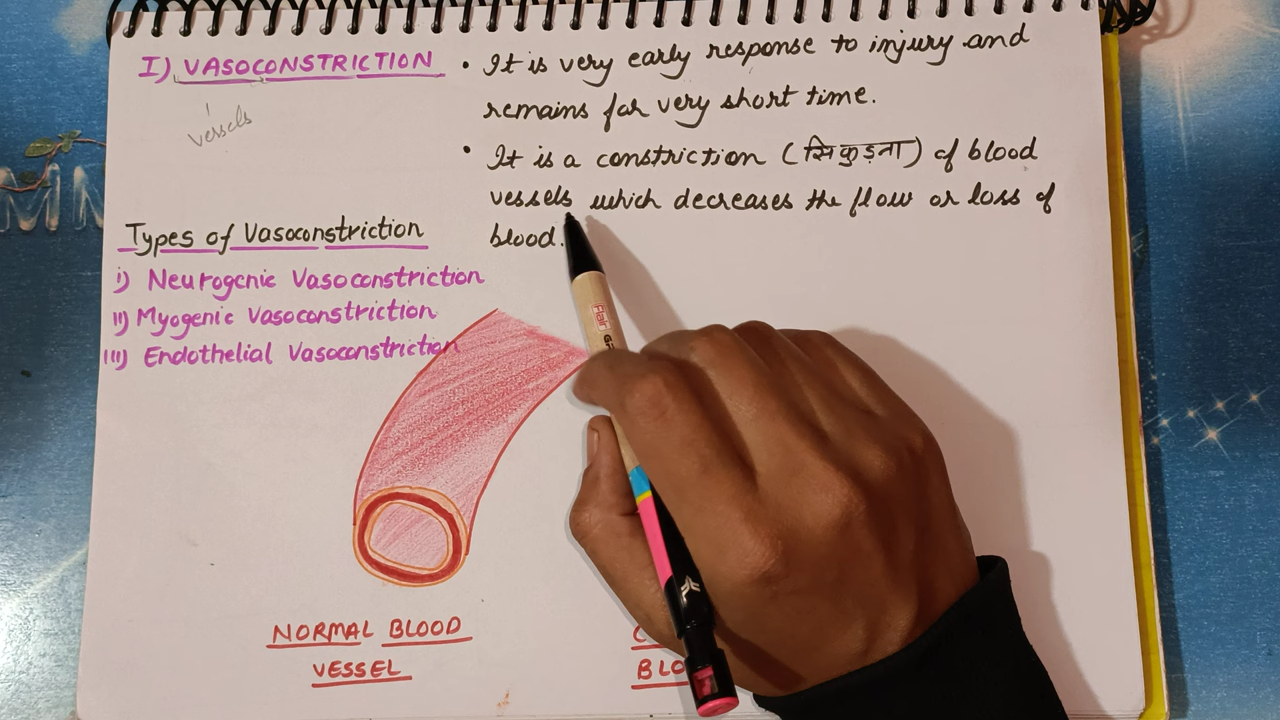 I) VASOCONSTRICTION
vessels
• It is very early response to injury and
remains for very short time.
• It is a constriction (सिकुड़ना) of blood
vessels which decreases the flow or loss of
blood.
Types of Vasoconstriction
i) Neurogenic Vasoconstriction
ii) Myogenic Vasoconstriction
iii) Endothelial Vasoconstriction
Flair
NORMAL BLOOD
VESSEL